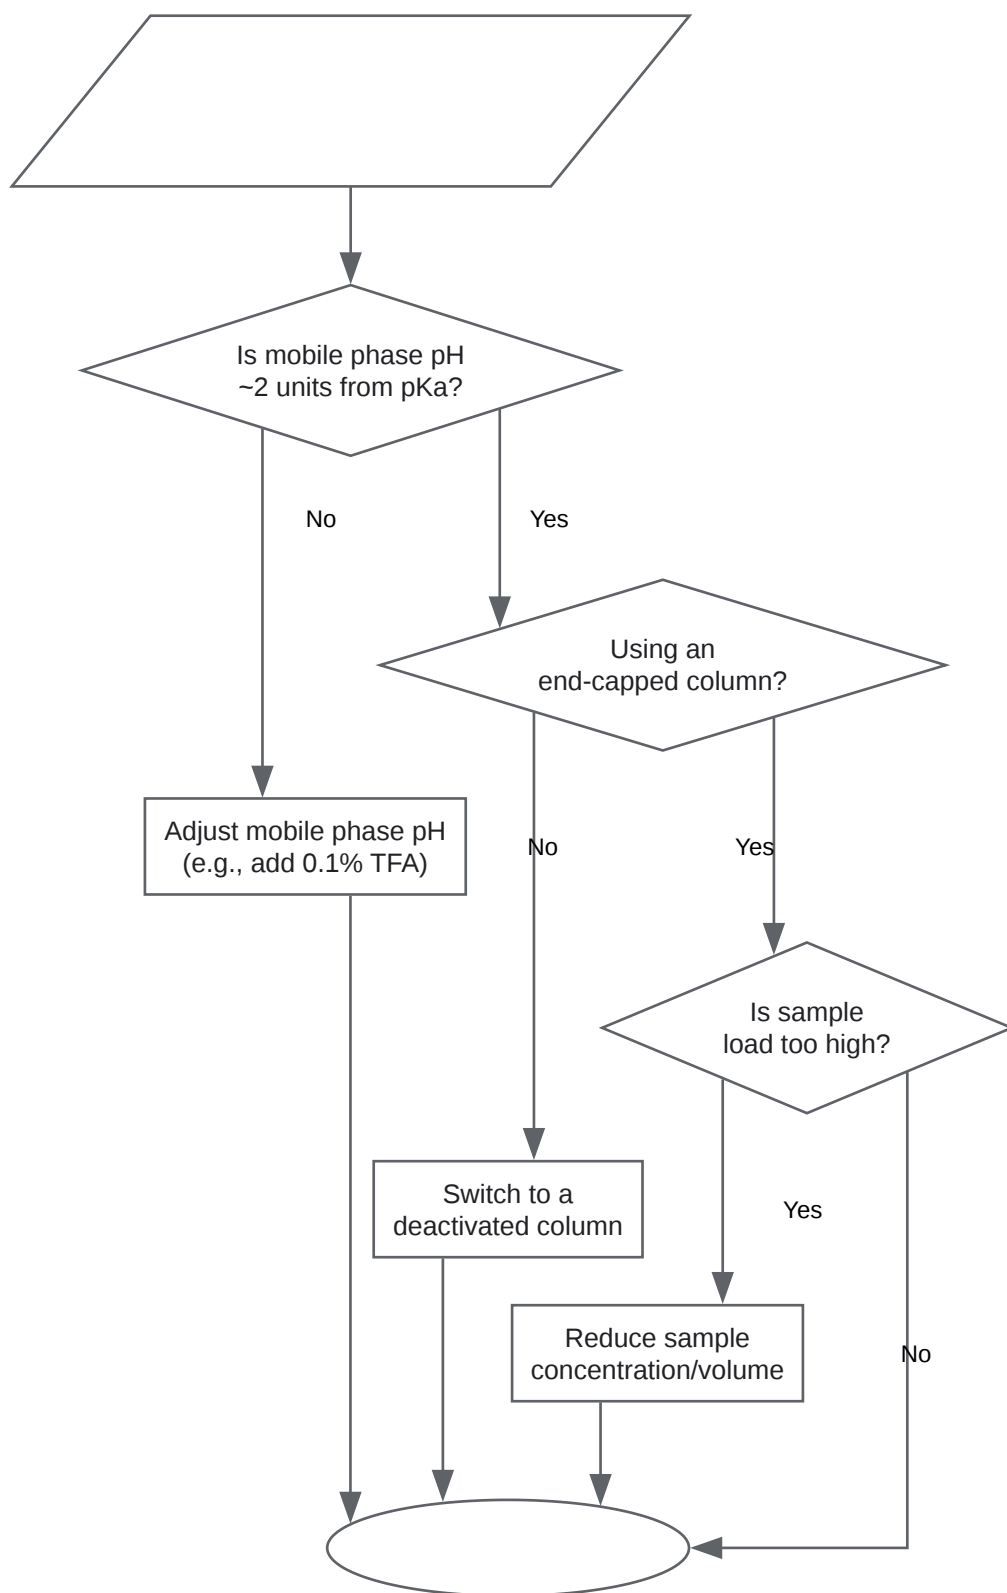 Is mobile phase pH
~2 units from pKa?
No
Yes
Using an
end-capped column?
Adjust mobile phase pH
(e.g., add 0.1% TFA)
No
Yes
Is sample
load too high?
Switch to a
deactivated column
Yes
Reduce sample
concentration/volume
No